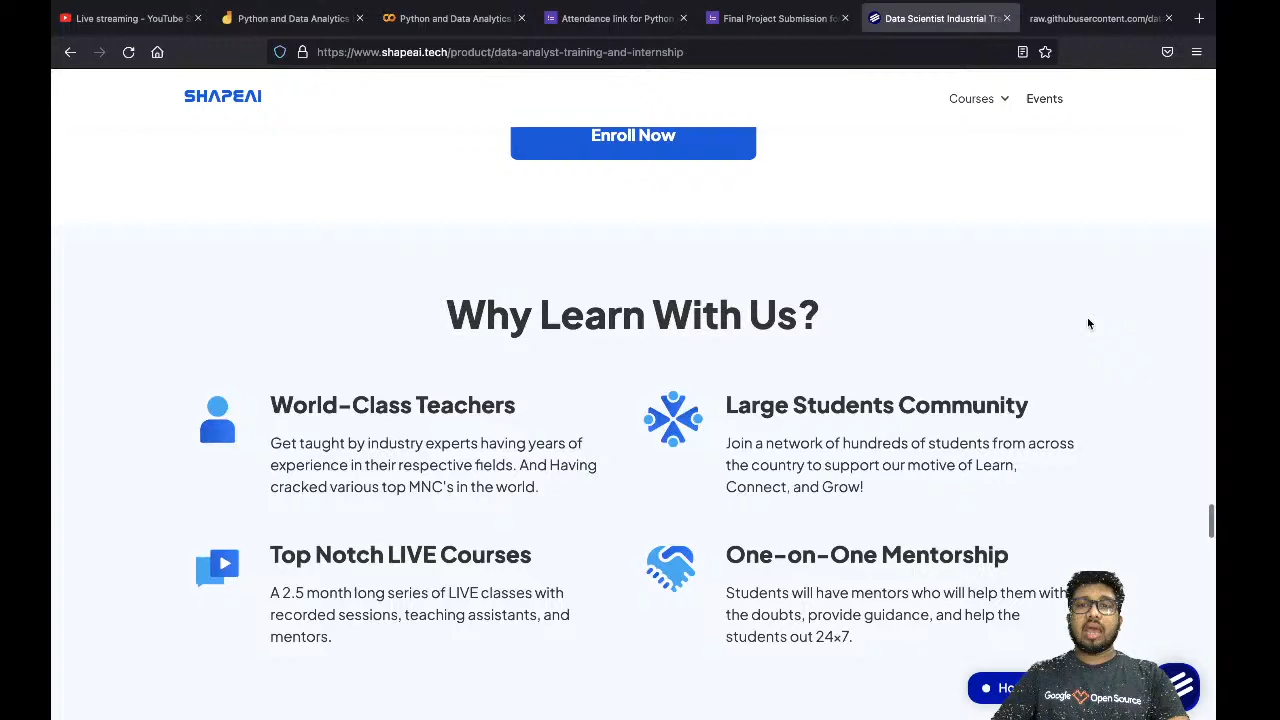 Live streaming - YouTube S
Python and Data Analytics
Python and Data Analytics
Attendance link for Python
Final Project Submission fo
Data Scientist Industrial Tra
raw.githubusercontent.com/dat
https://www.shapeai.tech/product/data-analyst-training-and-internship
SHAPEAI
Courses
Events
Enroll Now
Why Learn With Us?
World-Class Teachers
Get taught by industry experts having years of
experience in their respective fields. And Having
cracked various top MNC's in the world.
Large Students Community
Join a network of hundreds of students from across
the country to support our motive of Learn,
Connect, and Grow!
Top Notch LIVE Courses
A 2.5 month long series of LIVE classes with
recorded sessions, teaching assistants, and
mentors.
One-on-One Mentorship
Students will have mentors who will help them with
the doubts, provide guidance, and help the
students out 24×7.
Ho
Google Open Source